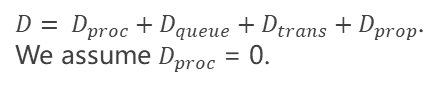 D = D_proc + D_queue + D_trans + D_prop.
We assume D_proc = 0.